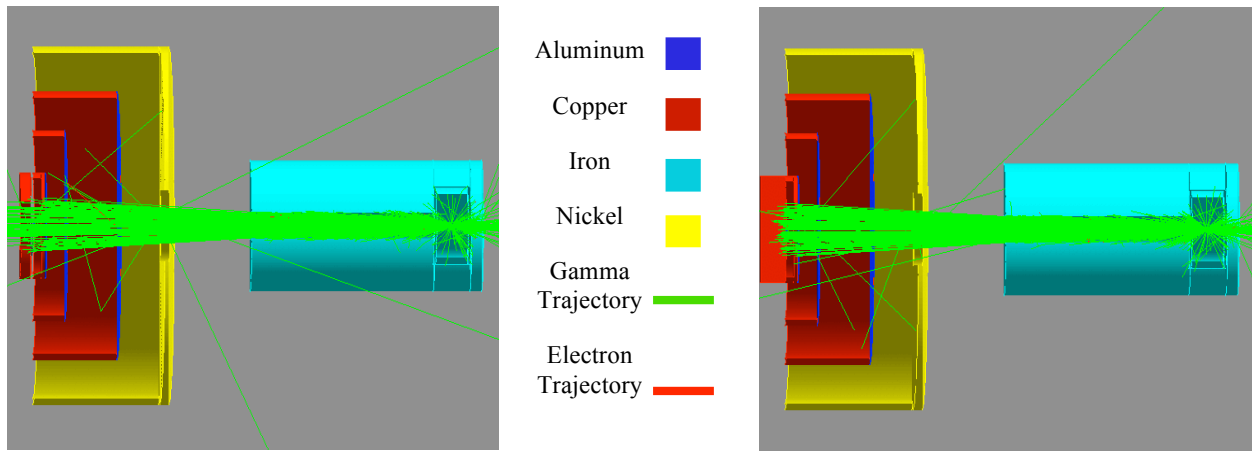 Aluminum
Copper
Iron
Nickel
Gamma
Trajectory
Electron
Trajectory